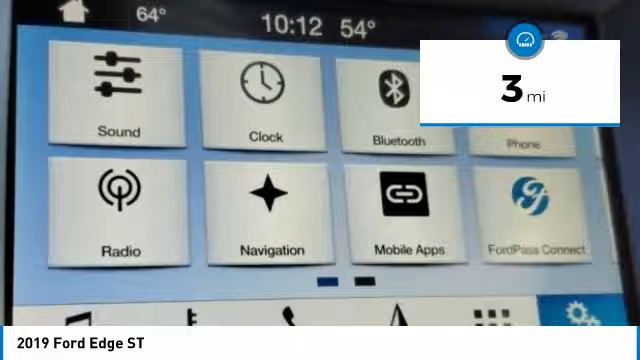 64°
10:12 54°
3 mi
Sound
Clock
Bluetooth
Phone
Radio
Navigation
Mobile Apps
FordPass Connect
2019 Ford Edge ST